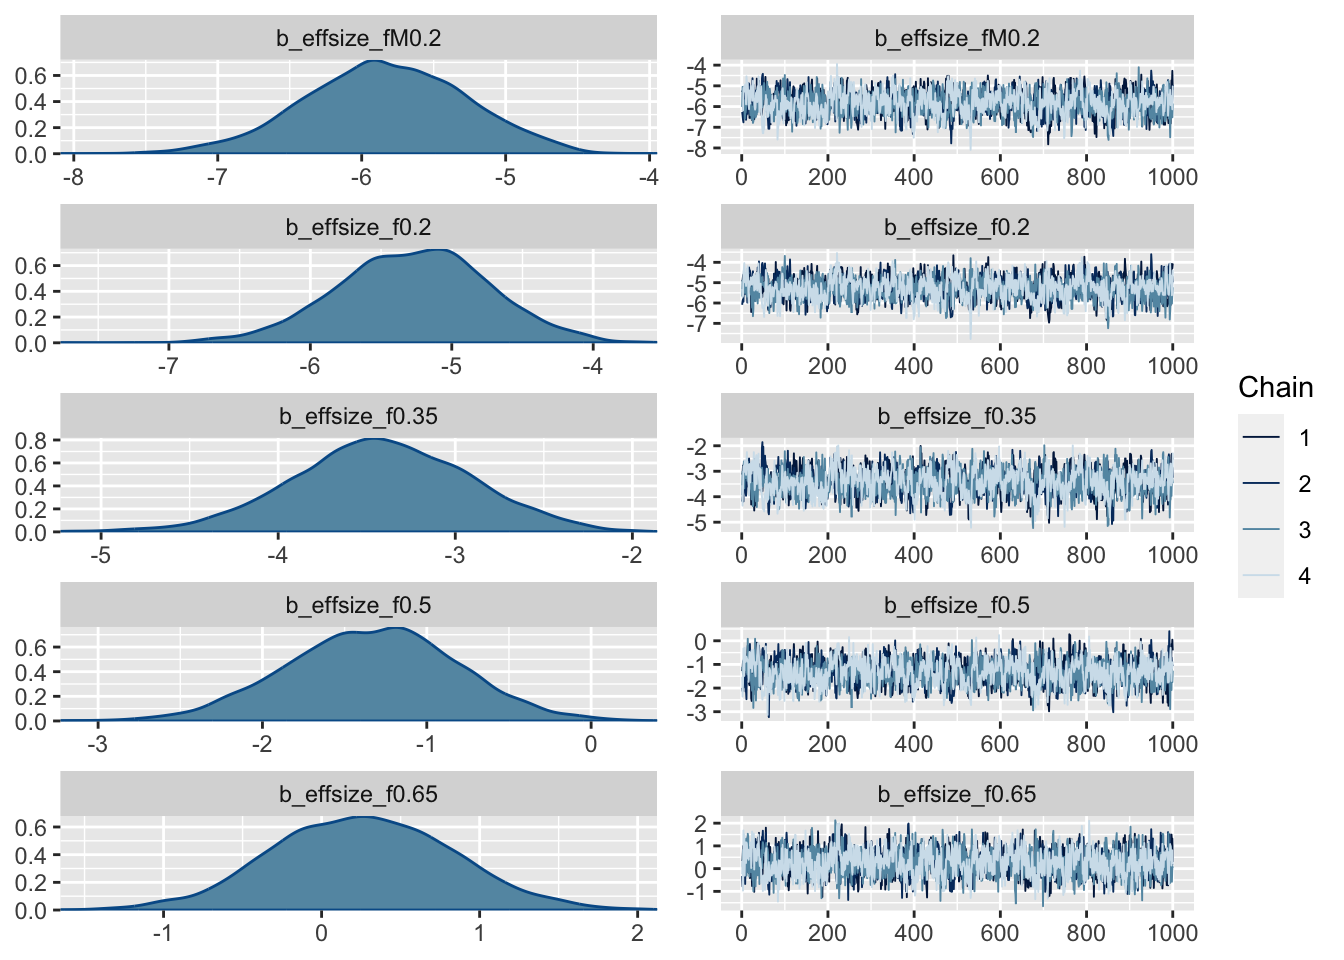 b_effsize_fM0.2 b_effsize_fM0.2
0.6
0.4
0.2
0.0
-8 -7 -6 -5 -4
-4
-5
-6
-7
-8
0 200 400 600 800 1000
b_effsize_f0.2 b_effsize_f0.2
0.6
0.4
0.2
0.0
-7 -6 -5 -4
-4
-5
-6
-7
0 200 400 600 800 1000
b_effsize_f0.35 b_effsize_f0.35
0.8
0.6
0.4
0.2
0.0
-5 -4 -3 -2
-2
-3
-4
-5
0 200 400 600 800 1000
b_effsize_f0.5 b_effsize_f0.5
0.6
0.4
0.2
0.0
-3 -2 -1 0
0
-1
-2
-3
0 200 400 600 800 1000
b_effsize_f0.65 b_effsize_f0.65
0.6
0.4
0.2
0.0
-1 0 1 2
2
1
0
-1
0 200 400 600 800 1000
Chain
1
2
3
4